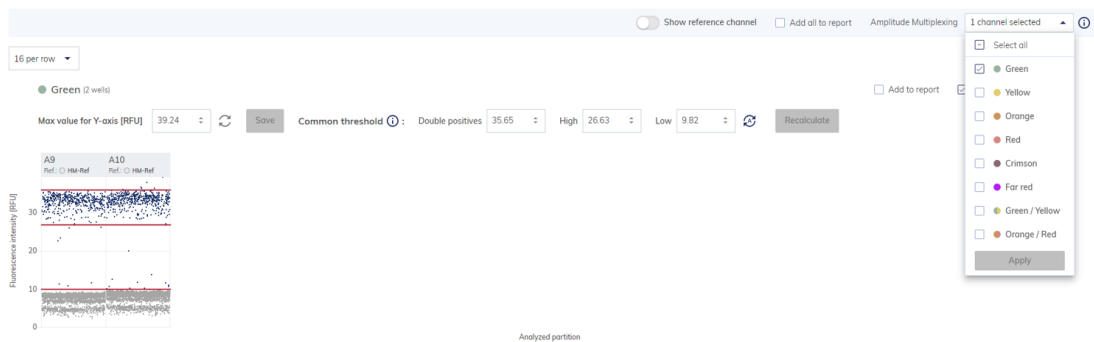 Show reference channel Add all to report Amplitude Multiplexing 1 channel selected
Select all
16 per row
Green (2 wells) Add to report
Green
Yellow
Orange
Red
Crimson
Far red
Green / Yellow
Orange / Red
Apply
Max value for Y-axis [RFU] 39.24 Save Common threshold : Double positives 35.65 High 26.63 Low 9.82 Recalculate
A9 A10
Ref.: HM-Ref Ref.: HM-Ref
Fluorescence intensity [RFU]
30
20
10
0
Analyzed partition